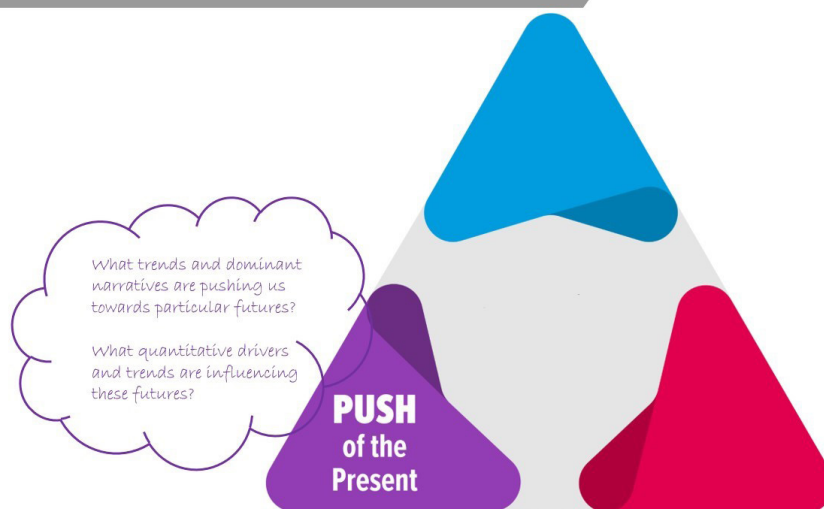 What trends and dominant
narratives are pushing us
towards particular futures?
What quantitative drivers
and trends are influencing
these futures?
PUSH
of the
Present